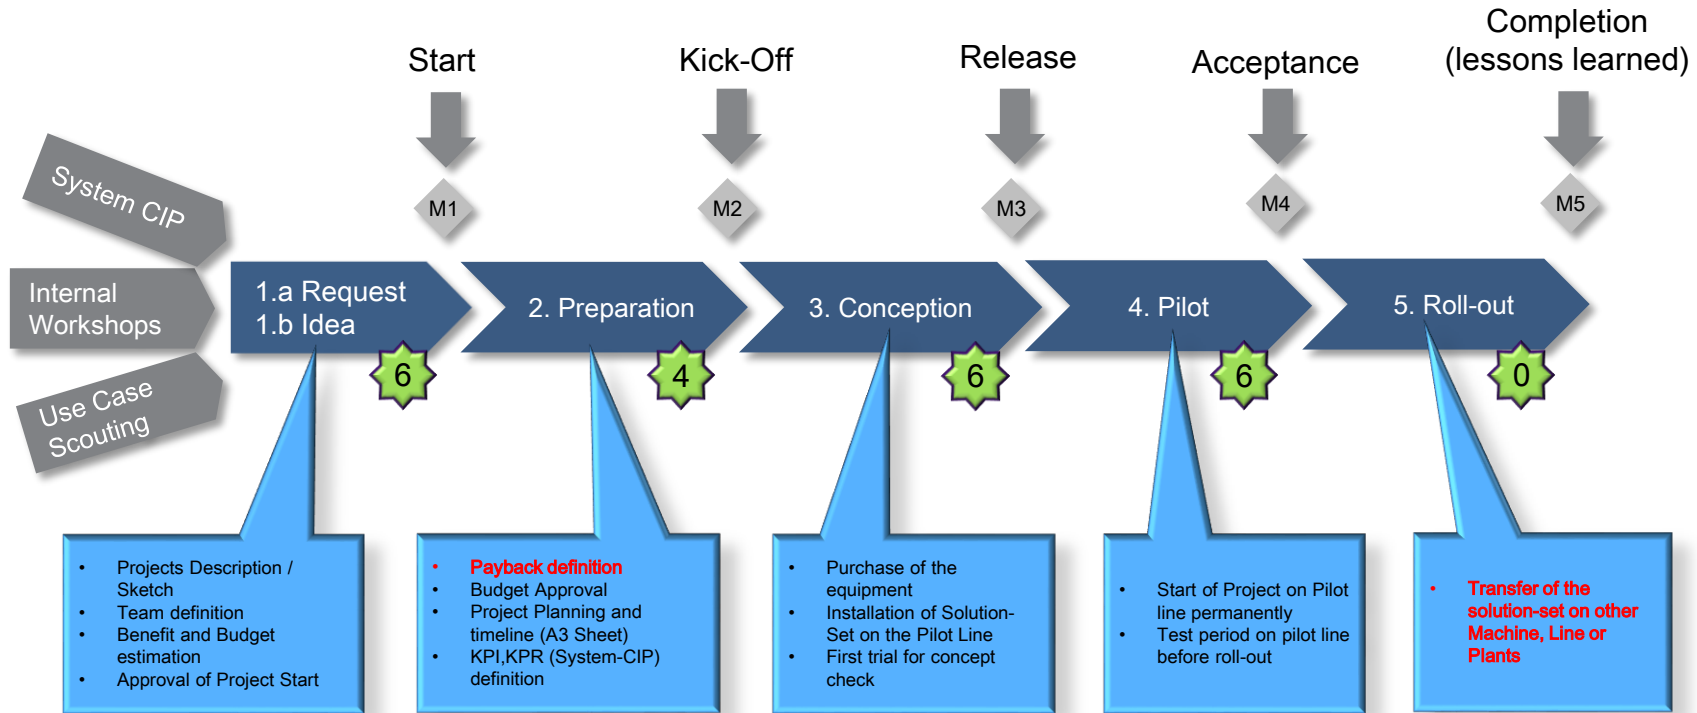 Start
Kick-Off
Release
Acceptance
Completion
(lessons learned)
M1
M2
M3
M4
M5
System CIP
Internal
Workshops
Use Case
Scouting
1.a Request
1.b Idea
2. Preparation
3. Conception
4. Pilot
5. Roll-out
6
4
6
6
0
• Projects Description /
Sketch
• Team definition
• Benefit and Budget
estimation
• Approval of Project Start
• Payback definition
• Budget Approval
• Project Planning and
timeline (A3 Sheet)
• KPI,KPR (System-CIP)
definition
• Purchase of the
equipment
• Installation of Solution-
Set on the Pilot Line
• First trial for concept
check
• Start of Project on Pilot
line permanently
• Test period on pilot line
before roll-out
• Transfer of the
solution-set on other
Machine, Line or
Plants